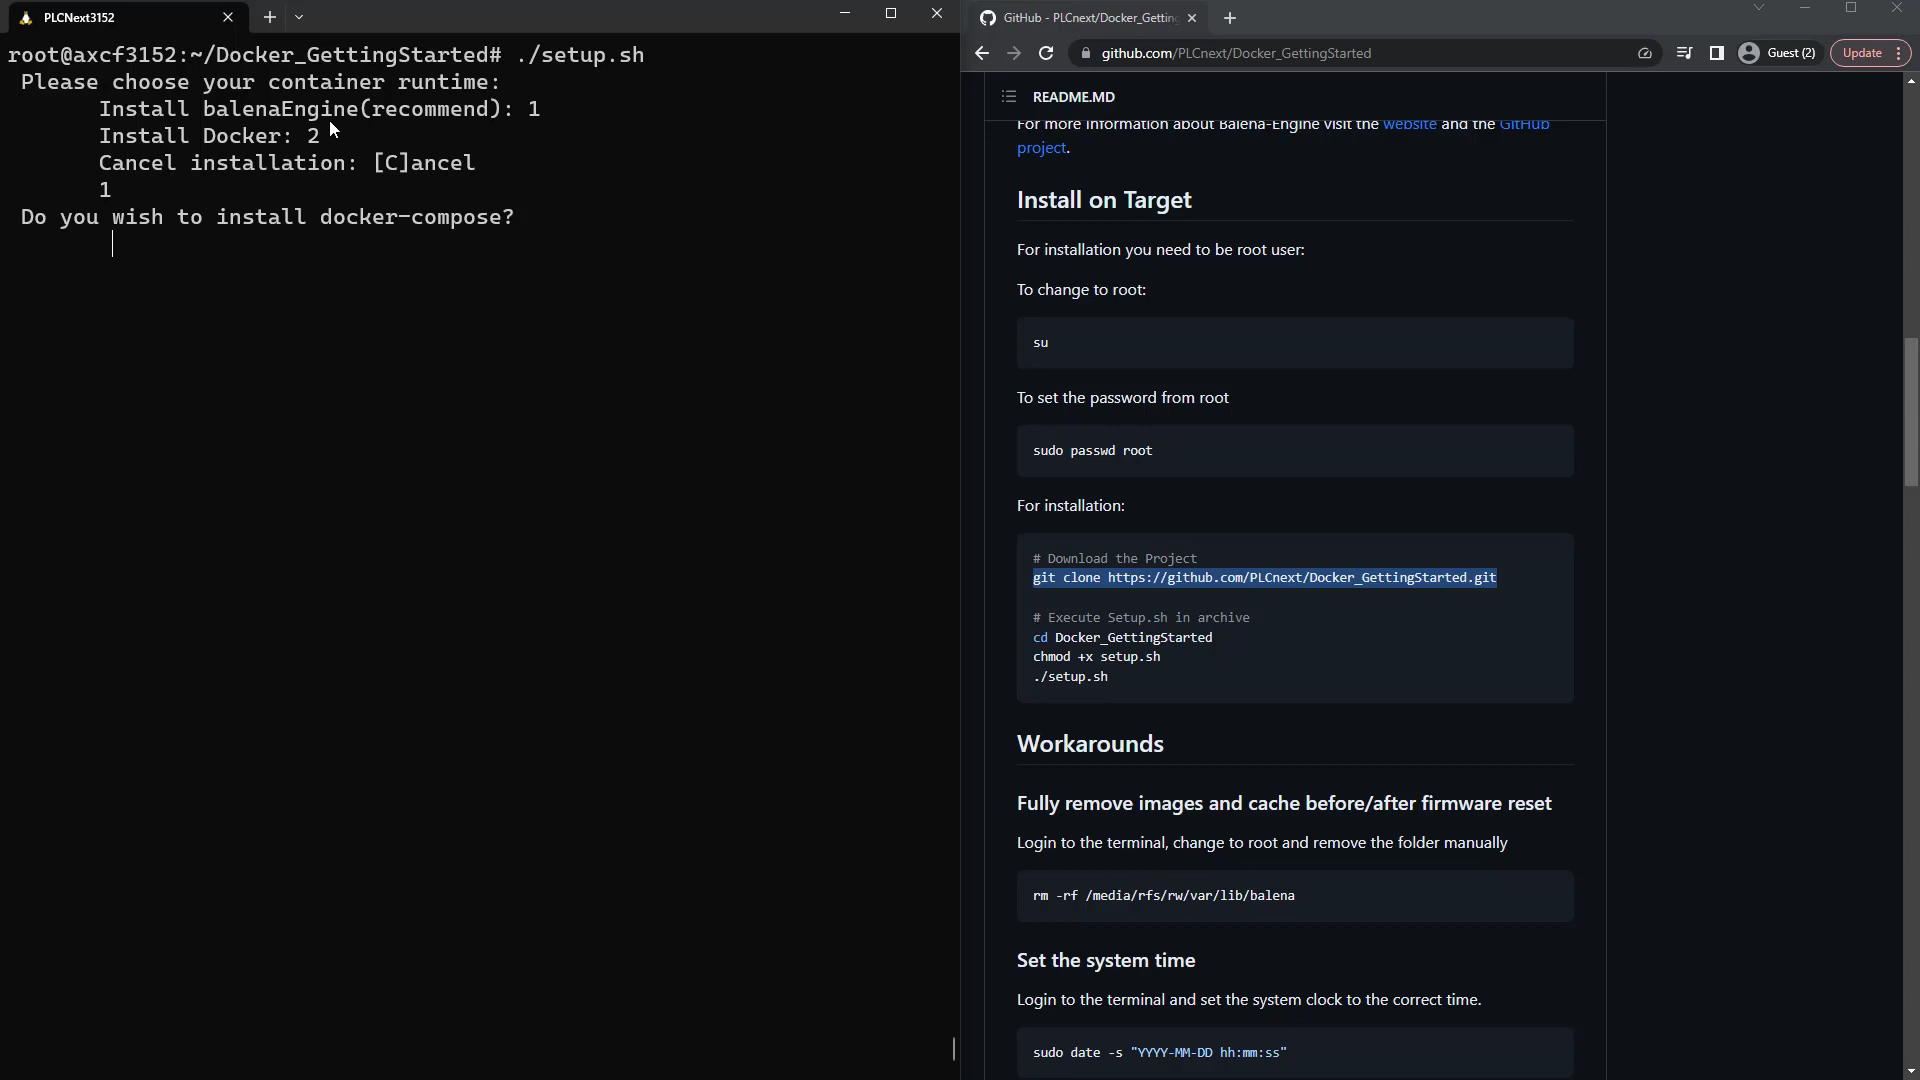 PLCNext3152
root@axcf3152:~/Docker_GettingStarted# ./setup.sh
Please choose your container runtime:
Install balenaEngine(recommend): 1
Install Docker: 2
Cancel installation: [C]ancel
1
Do you wish to install docker-compose?
GitHub - PLCnext/Docker_Getting
github.com/PLCnext/Docker_GettingStarted
Guest (2)
Update
README.MD
For more information about Balena-Engine visit the website and the GitHub
project.
Install on Target
For installation you need to be root user:
To change to root:
su
To set the password from root
sudo passwd root
For installation:
# Download the Project
git clone https://github.com/PLCnext/Docker_GettingStarted.git
# Execute Setup.sh in archive
cd Docker_GettingStarted
chmod +x setup.sh
./setup.sh
Workarounds
Fully remove images and cache before/after firmware reset
Login to the terminal, change to root and remove the folder manually
rm -rf /media/rfs/rw/var/lib/balena
Set the system time
Login to the terminal and set the system clock to the correct time.
sudo date -s "YYYY-MM-DD hh:mm:ss"